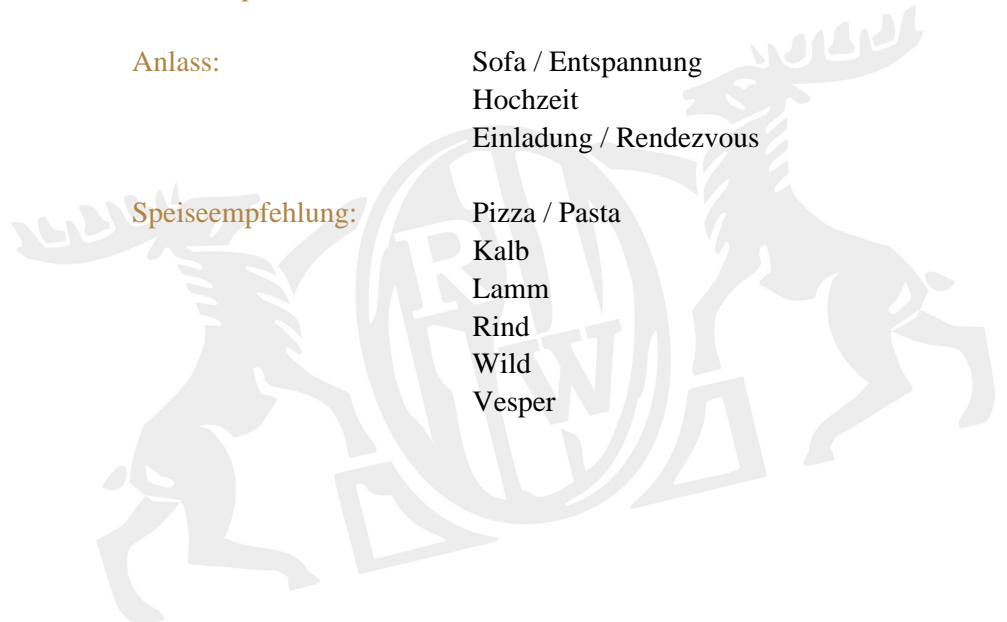 Anlass: Sofa / Entspannung
Hochzeit
Einladung / Rendezvous
Speiseempfehlung: Pizza / Pasta
Kalb
Lamm
Rind
Wild
Vesper
R
W